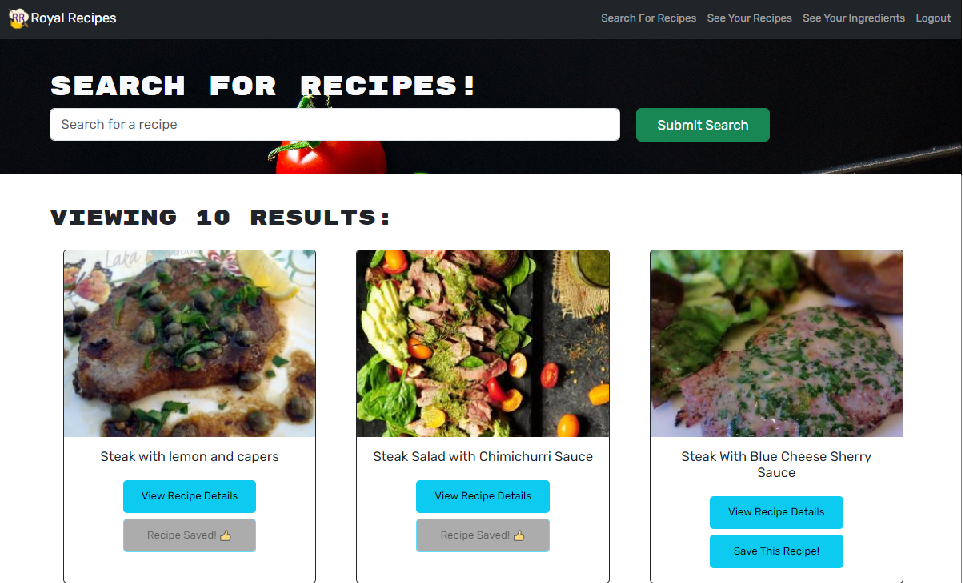 RR Royal Recipes
Search For Recipes See Your Recipes See Your Ingredients Logout
SEARCH FOR RECIPES!
Search for a recipe
Submit Search
VIEWING 10 RESULTS:
Steak with lemon and capers
View Recipe Details
Recipe Saved! 👍
Steak Salad with Chimichurri Sauce
View Recipe Details
Recipe Saved! 👍
Steak With Blue Cheese Sherry
Sauce
View Recipe Details
Save This Recipe!